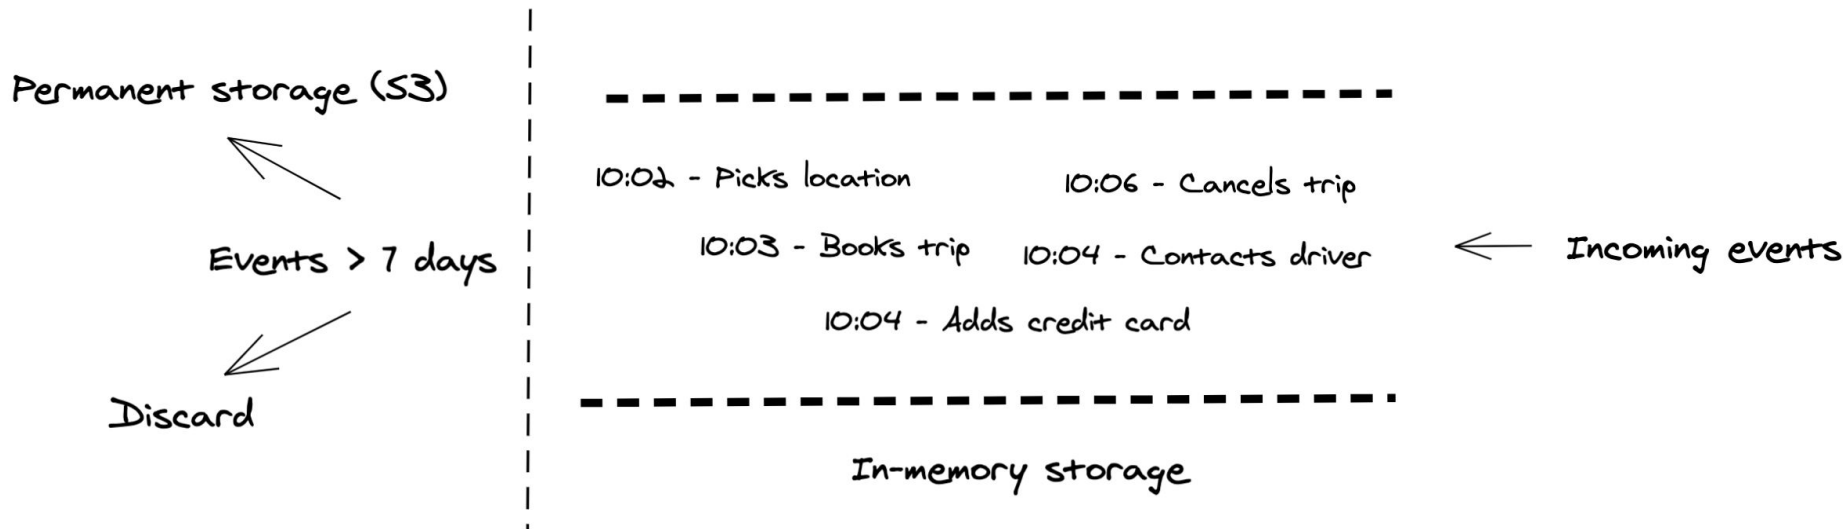 Permanent storage (S3)
Events > 7 days
Discard
10:02 - Picks location
10:06 - Cancels trip
10:03 - Books trip
10:04 - Contacts driver
10:04 - Adds credit card
In-memory storage
Incoming events